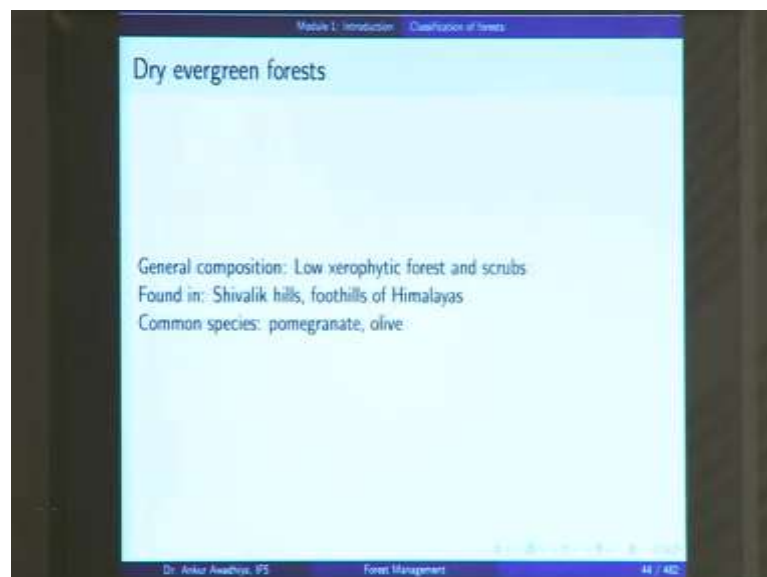 Module 1: Introduction Classification of forests
Dry evergreen forests
General composition: Low xerophytic forest and scrubs
Found in: Shivalik hills, foothills of Himalayas
Common species: pomegranate, olive
Dr. Ankur Awadhiya, IFS Forest Management 44 / 482